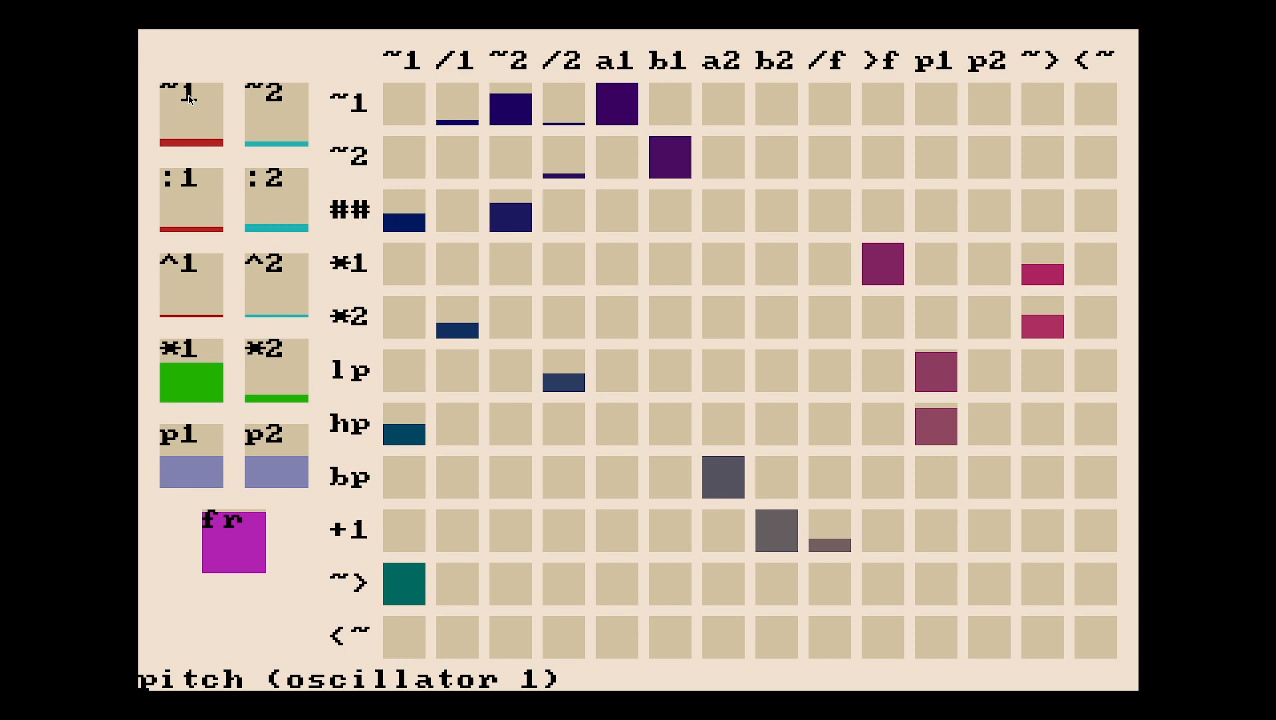 ~1 /1 ~2 /2 a1 b1 a2 b2 /f >f p1 p2 ~> <~
~1 ~2 ~1
~2
:1 :2 ##
^1 ^2 *1
*2
*1 *2 lp
p1 p2 hp
bp
fr +1
~>
<~
pitch (oscillator 1)